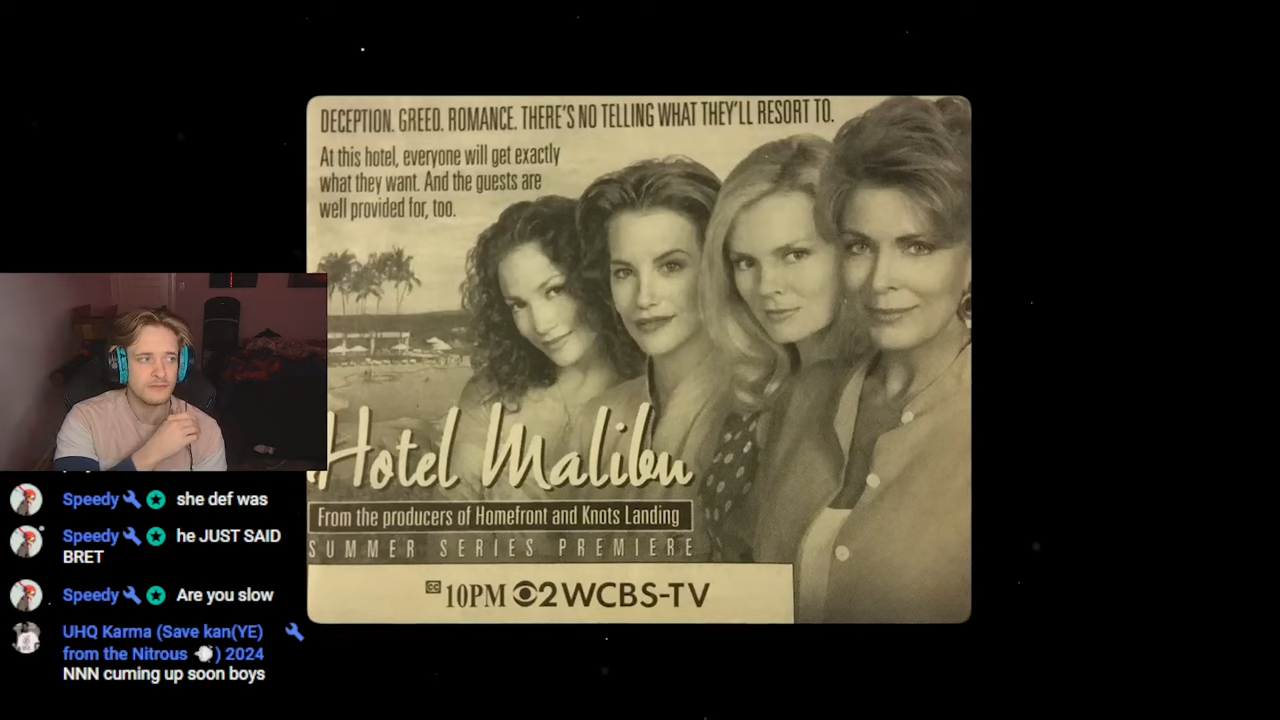 DECEPTION. GREED. ROMANCE. THERE'S NO TELLING WHAT THEY'LL RESORT TO.
At this hotel, everyone will get exactly
what they want. And the guests are
well provided for, too.
Hotel Malibu
From the producers of Homefront and Knots Landing
SUMMER SERIES PREMIERE
CC 10PM 2WCBS-TV
Speedy she def was
Speedy he JUST SAID
BRET
Speedy Are you slow
UHQ Karma (Save kan(YE)
from the Nitrous ) 2024
NNN cuming up soon boys